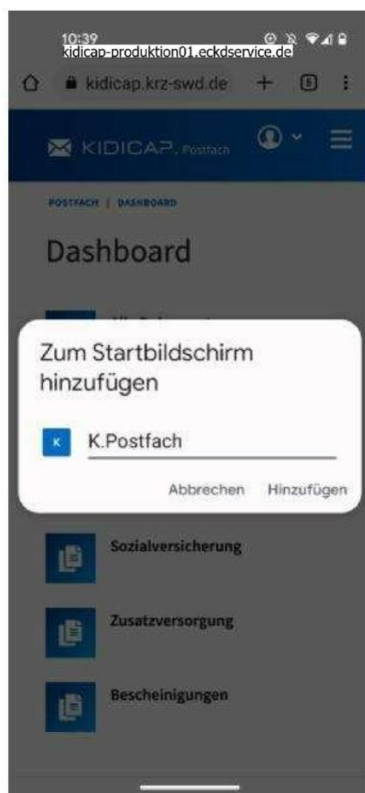 10:39
kidicap-produktion01.eckdservice.de
kidicap.krz-swd.de
6
KIDICAP. Postfach
POSTFACH | DASHBOARD
Dashboard
Zum Startbildschirm
hinzufügen
K
K.Postfach
Abbrechen Hinzufügen
Sozialversicherung
Zusatzversorgung
Bescheinigungen